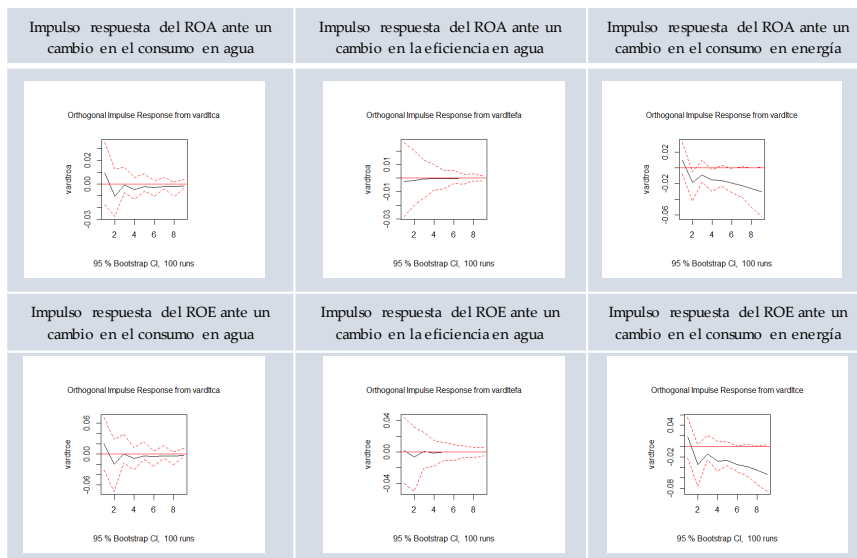 Impulso respuesta del ROA ante un
cambio en el consumo en agua
Impulso respuesta del ROA ante un
cambio en la eficiencia en agua
Impulso respuesta del ROA ante un
cambio en el consumo en energía
Orthogonal Impulse Response from vardltca
vardtroa
0.02
0.00
-0.03
2 4 6 8
95 % Bootstrap CI, 100 runs
Orthogonal Impulse Response from vardltefa
vardtroa
0.03
0.01
-0.01
-0.03
2 4 6 8
95 % Bootstrap CI, 100 runs
Orthogonal Impulse Response from vardltce
vardtroa
0.02
-0.02
-0.06
2 4 6 8
95 % Bootstrap CI, 100 runs
Impulso respuesta del ROE ante un
cambio en el consumo en agua
Impulso respuesta del ROE ante un
cambio en la eficiencia en agua
Impulso respuesta del ROE ante un
cambio en el consumo en energía
Orthogonal Impulse Response from vardltca
vardtroe
0.06
0.00
-0.06
2 4 6 8
95 % Bootstrap CI, 100 runs
Orthogonal Impulse Response from vardltefa
vardtroe
0.04
0.00
-0.04
2 4 6 8
95 % Bootstrap CI, 100 runs
Orthogonal Impulse Response from vardltce
vardtroe
0.04
-0.02
-0.08
2 4 6 8
95 % Bootstrap CI, 100 runs